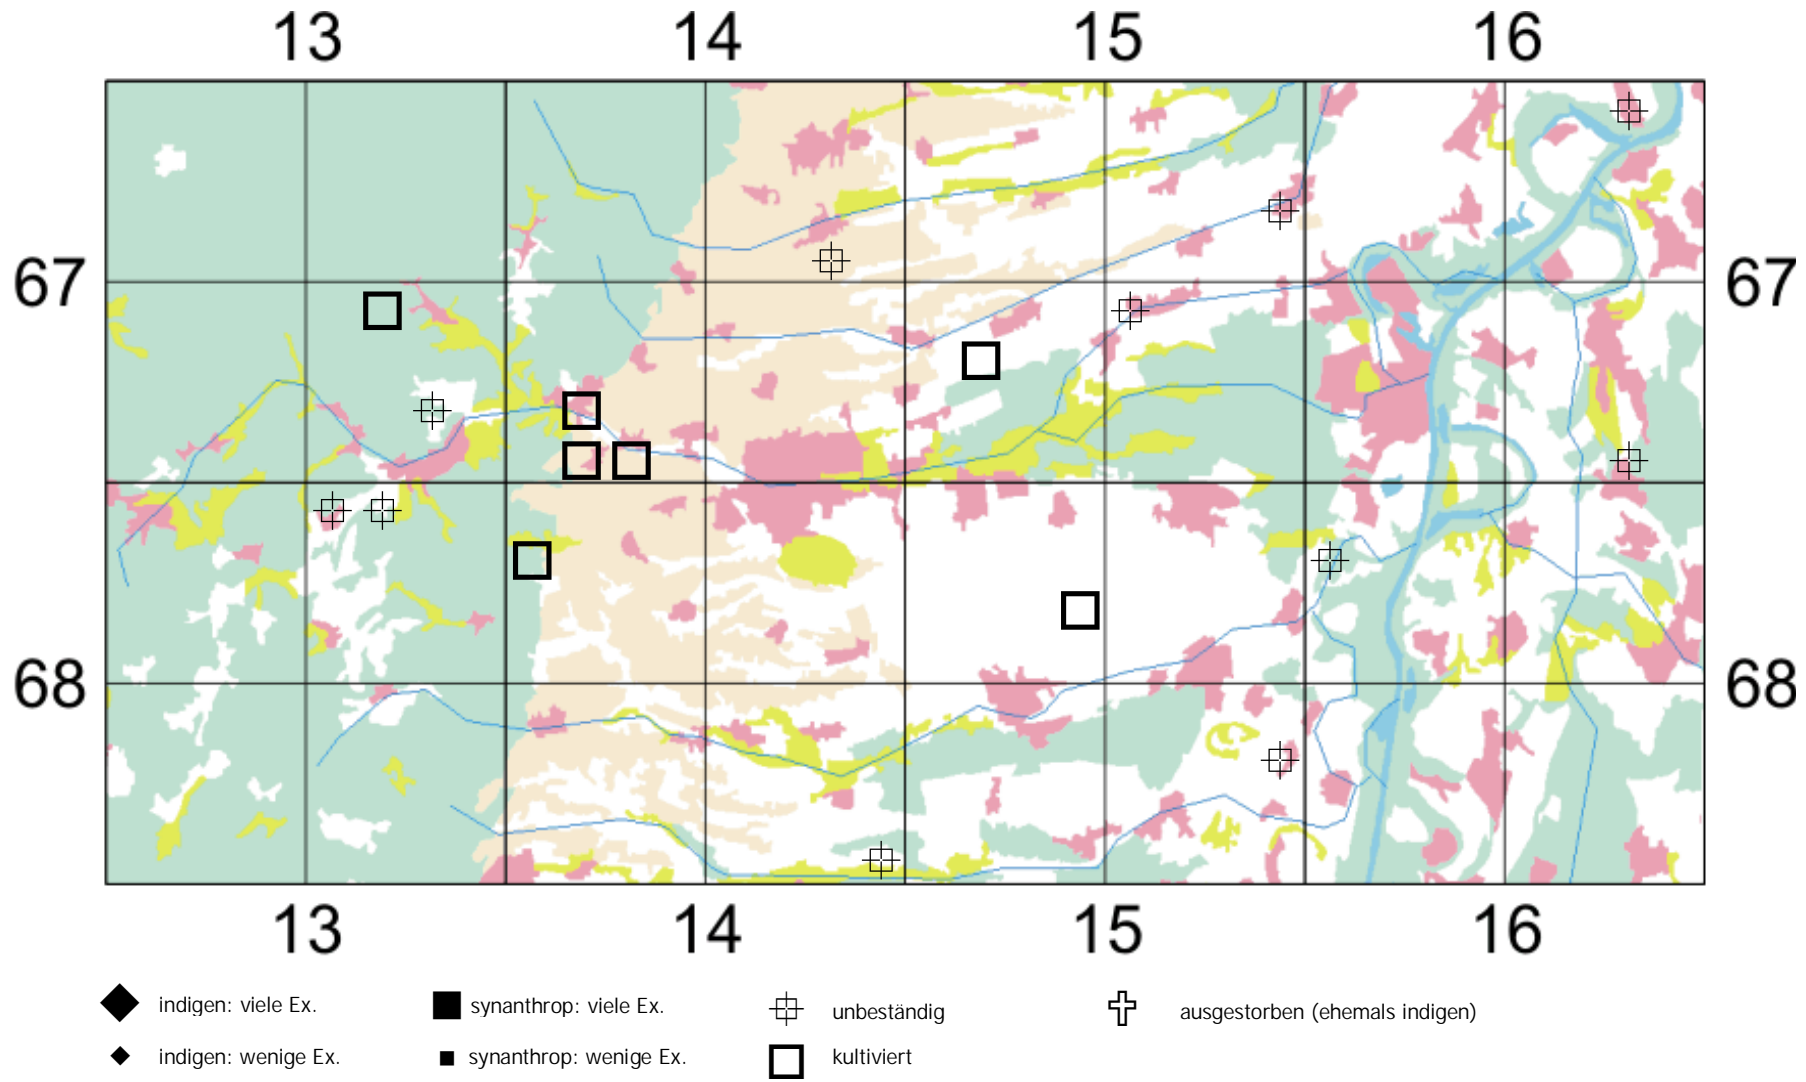 13 14 15 16
67 67
68 68
13 14 15 16
indigen: viele Ex. synanthrop: viele Ex. unbeständig ausgestorben (ehemals indigen)
indigen: wenige Ex. synanthrop: wenige Ex. kultiviert